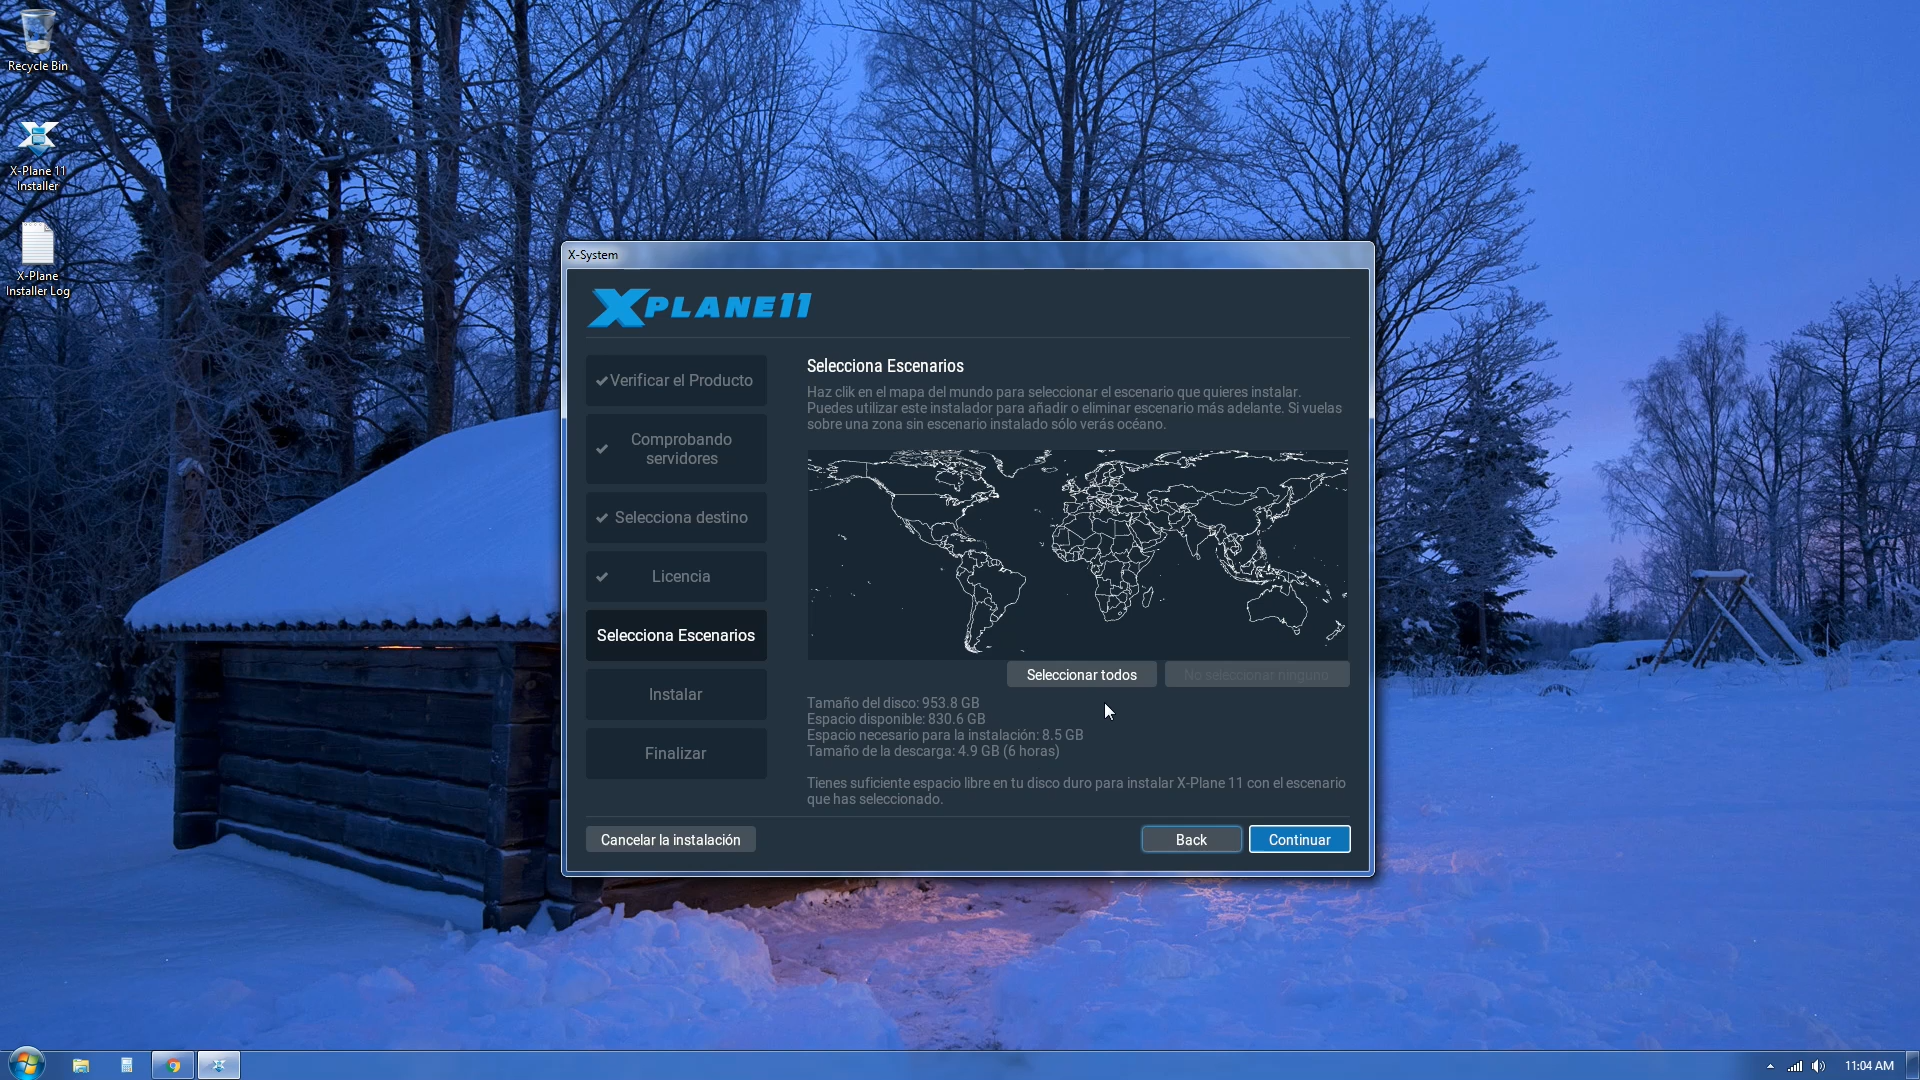 Recycle Bin
X-Plane 11
Installer
X-Plane
Installer Log
X-System
XPLANE11
✔Verificar el Producto
✔ Comprobando
servidores
✔ Selecciona destino
✔ Licencia
Selecciona Escenarios
Instalar
Finalizar
Selecciona Escenarios
Haz clik en el mapa del mundo para seleccionar el escenario que quieres instalar.
Puedes utilizar este instalador para añadir o eliminar escenario más adelante. Si vuelas
sobre una zona sin escenario instalado sólo verás océano.
Seleccionar todos
No seleccionar ninguno
Tamaño del disco: 953.8 GB
Espacio disponible: 830.6 GB
Espacio necesario para la instalación: 8.5 GB
Tamaño de la descarga: 4.9 GB (6 horas)
Tienes suficiente espacio libre en tu disco duro para instalar X-Plane 11 con el escenario
que has seleccionado.
Cancelar la instalación
Back
Continuar
11:04 AM